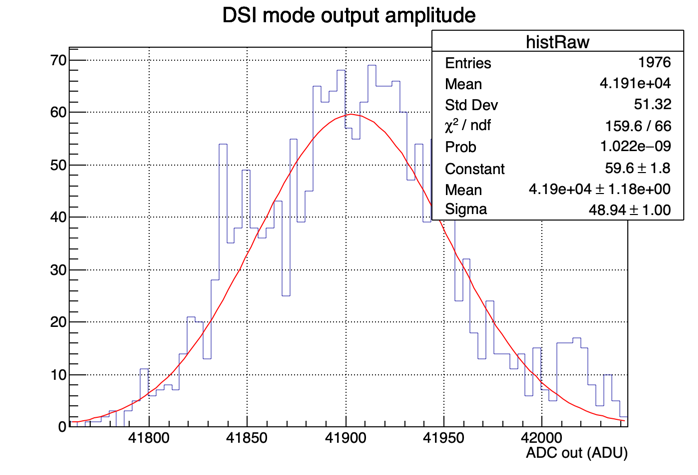 DSI mode output amplitude
histRaw
Entries 1976
Mean 4.191e+04
Std Dev 51.32
χ² / ndf 159.6 / 66
Prob 1.022e−09
Constant 59.6 ± 1.8
Mean 4.19e+04 ± 1.18e+00
Sigma 48.94 ± 1.00
70
60
50
40
30
20
10
0
41800 41850 41900 41950 42000
ADC out (ADU)